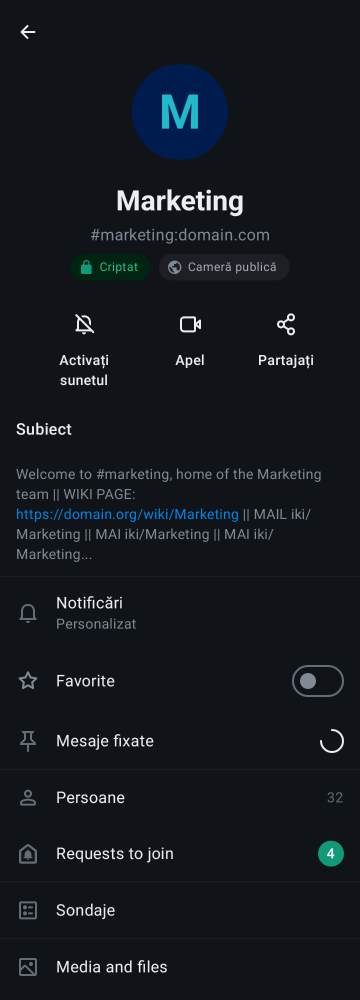 M
Marketing
#marketing:domain.com
Criptat
Cameră publică
Activați
sunetul
Apel
Partajați
Subiect
Welcome to #marketing, home of the Marketing
team || WIKI PAGE:
https://domain.org/wiki/Marketing || MAIL iki/
Marketing || MAI iki/Marketing || MAI iki/
Marketing...
Notificări
Personalizat
Favorite
Mesaje fixate
Persoane 32
Requests to join 4
Sondaje
Media and files